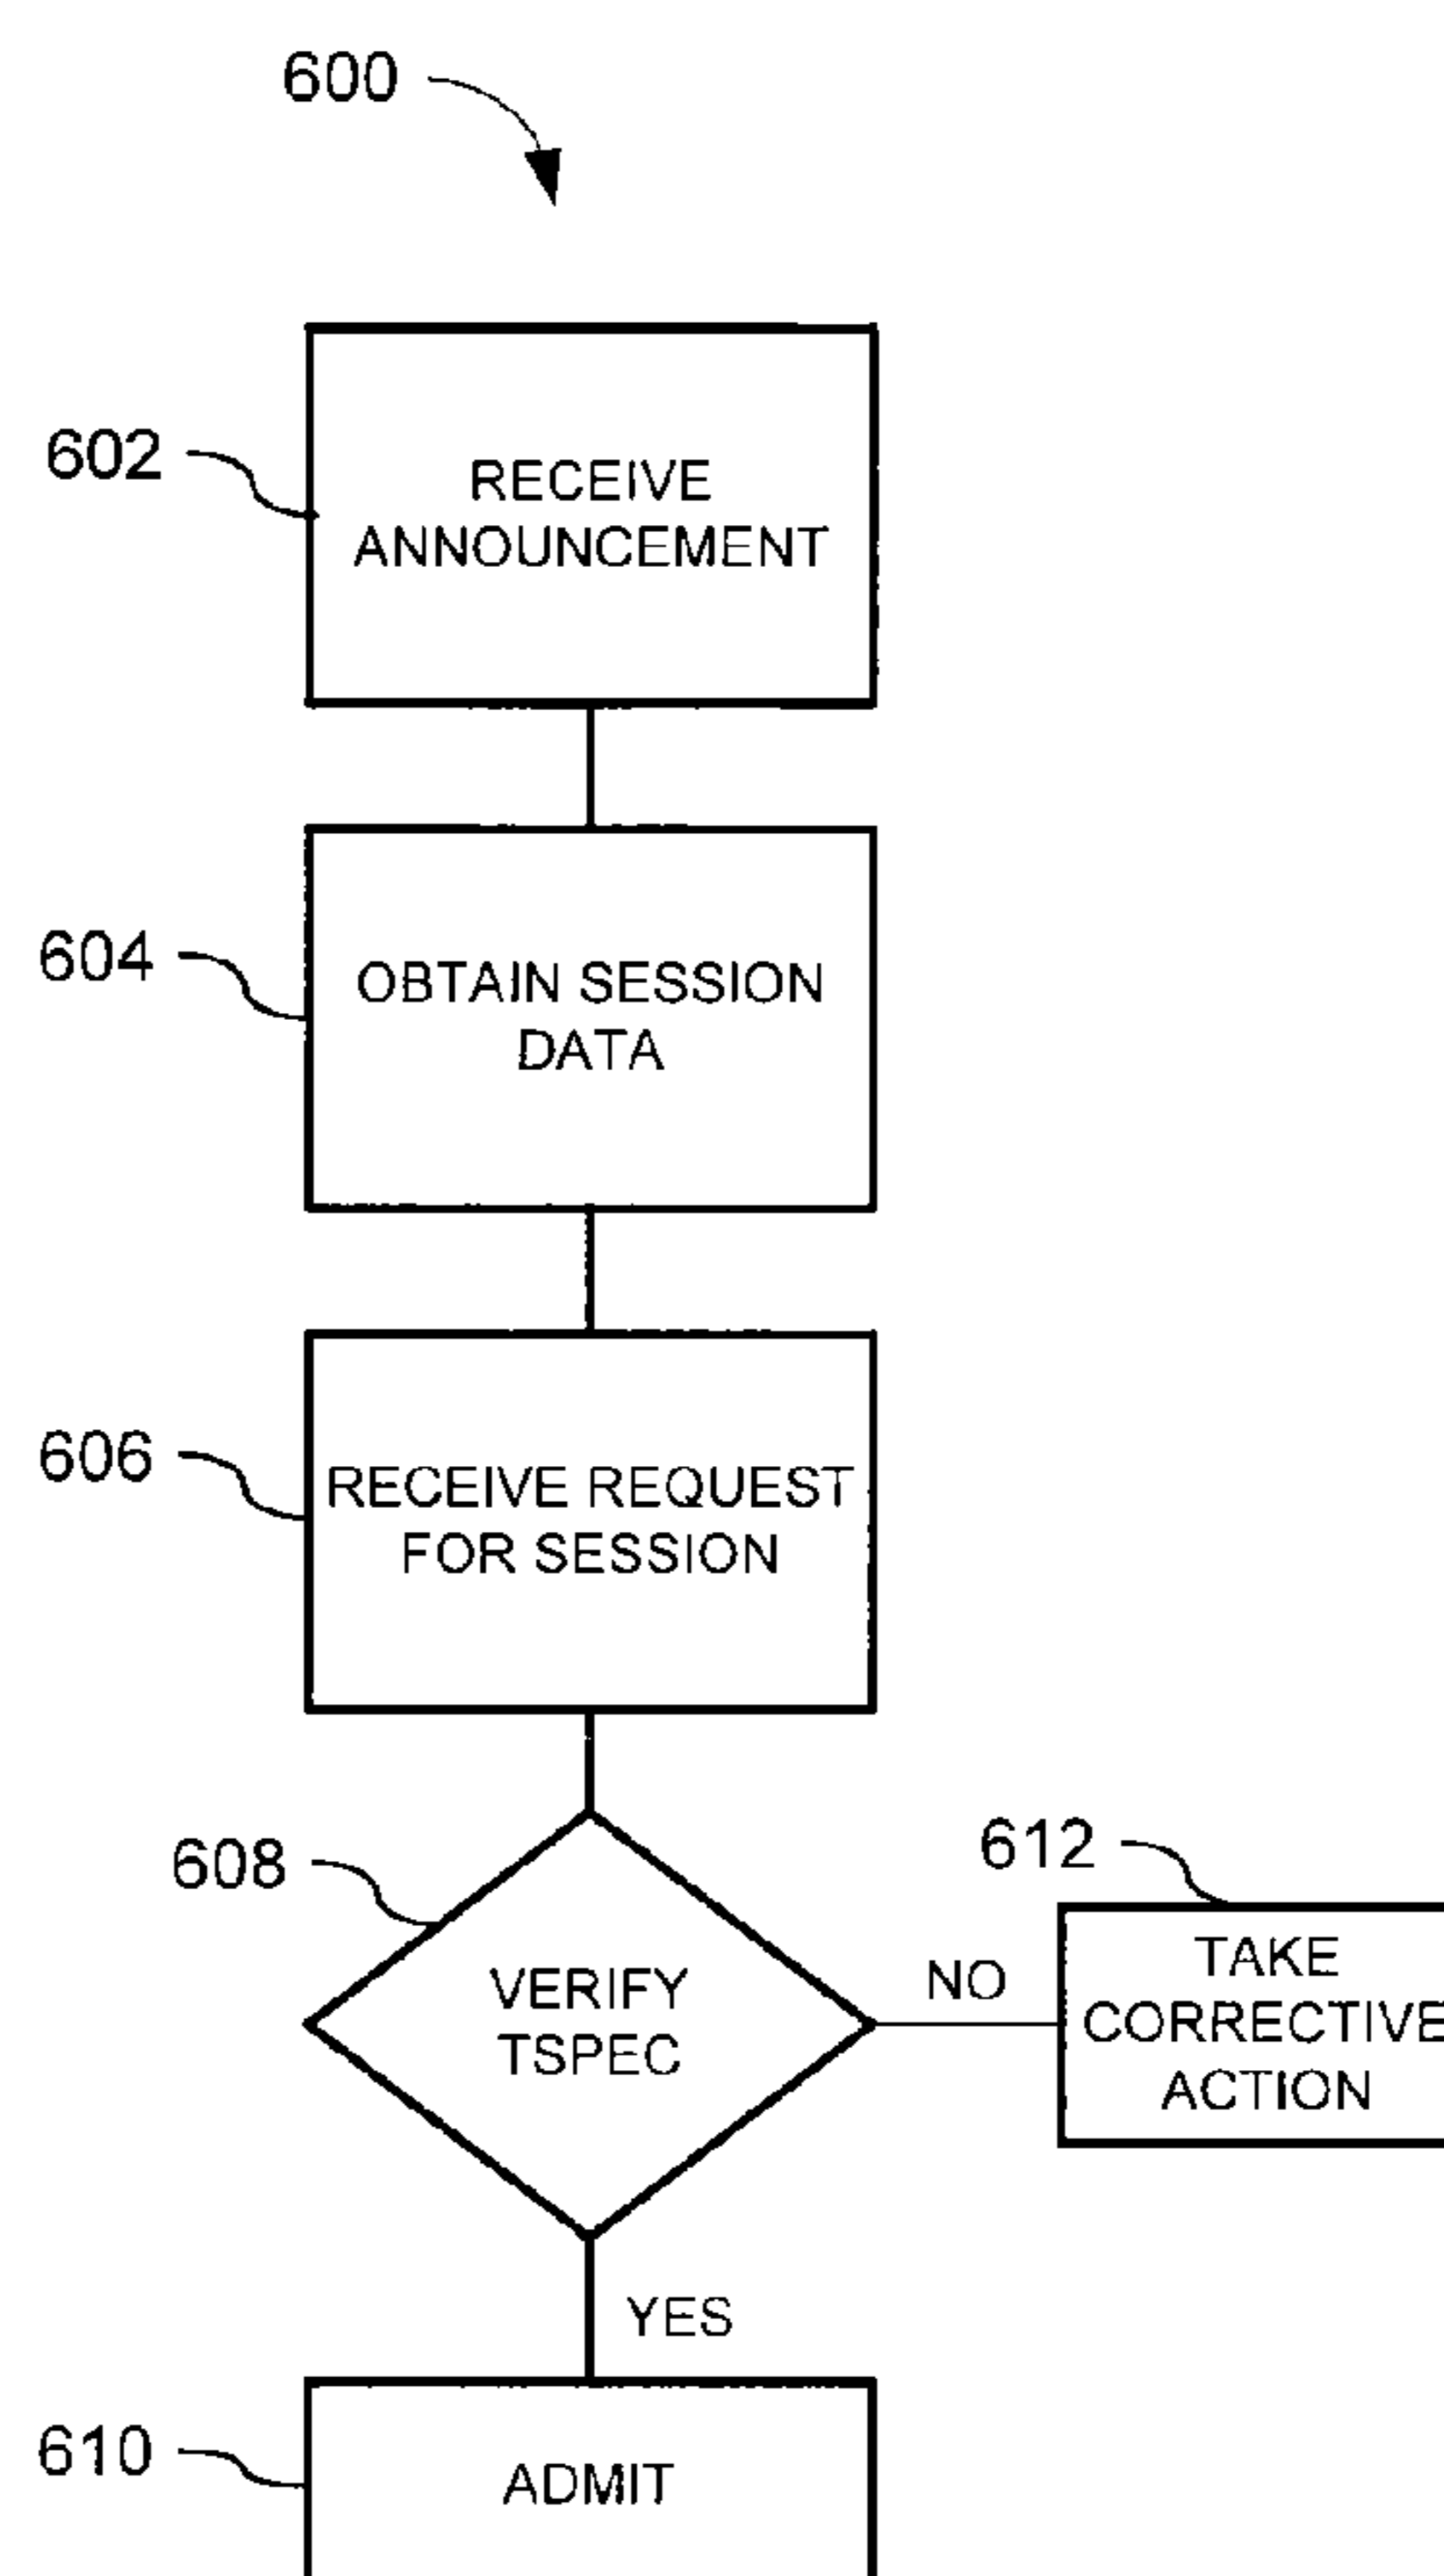 600
602
RECEIVE
ANNOUNCEMENT
604
OBTAIN SESSION
DATA
606
RECEIVE REQUEST
FOR SESSION
608
VERIFY
TSPEC
NO
612
TAKE
CORRECTIVE
ACTION
YES
610
ADMIT